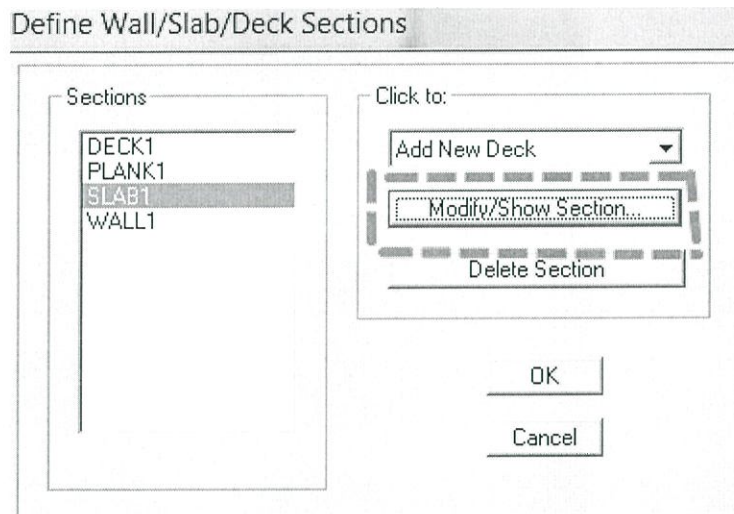 Define Wall/Slab/Deck Sections
Sections
DECK1
PLANK1
SLAB1
WALL1
Click to:
Add New Deck
Modify/Show Section...
Delete Section
OK
Cancel